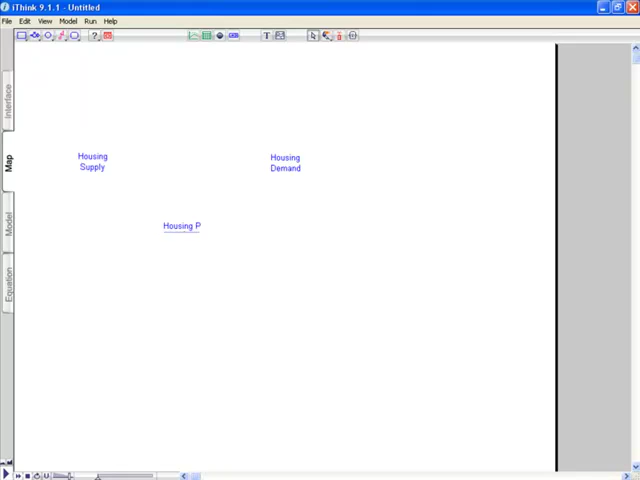 iThink 9.1.1 - Untitled
File Edit View Model Run Help
Interface
Map
Model
Equation
Housing Supply
Housing Demand
Housing P